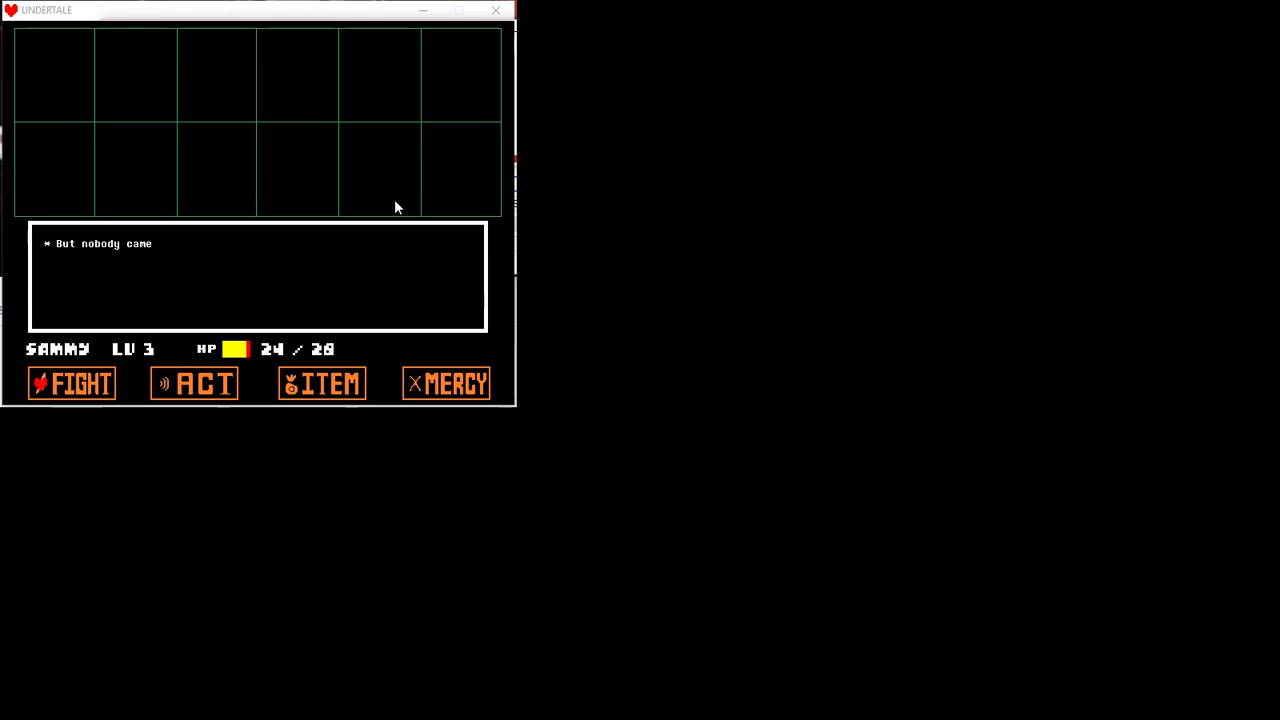 UNDERTALE
* But nobody came
SAMMY LV 3 HP 24 / 28
FIGHT ACT ITEM MERCY